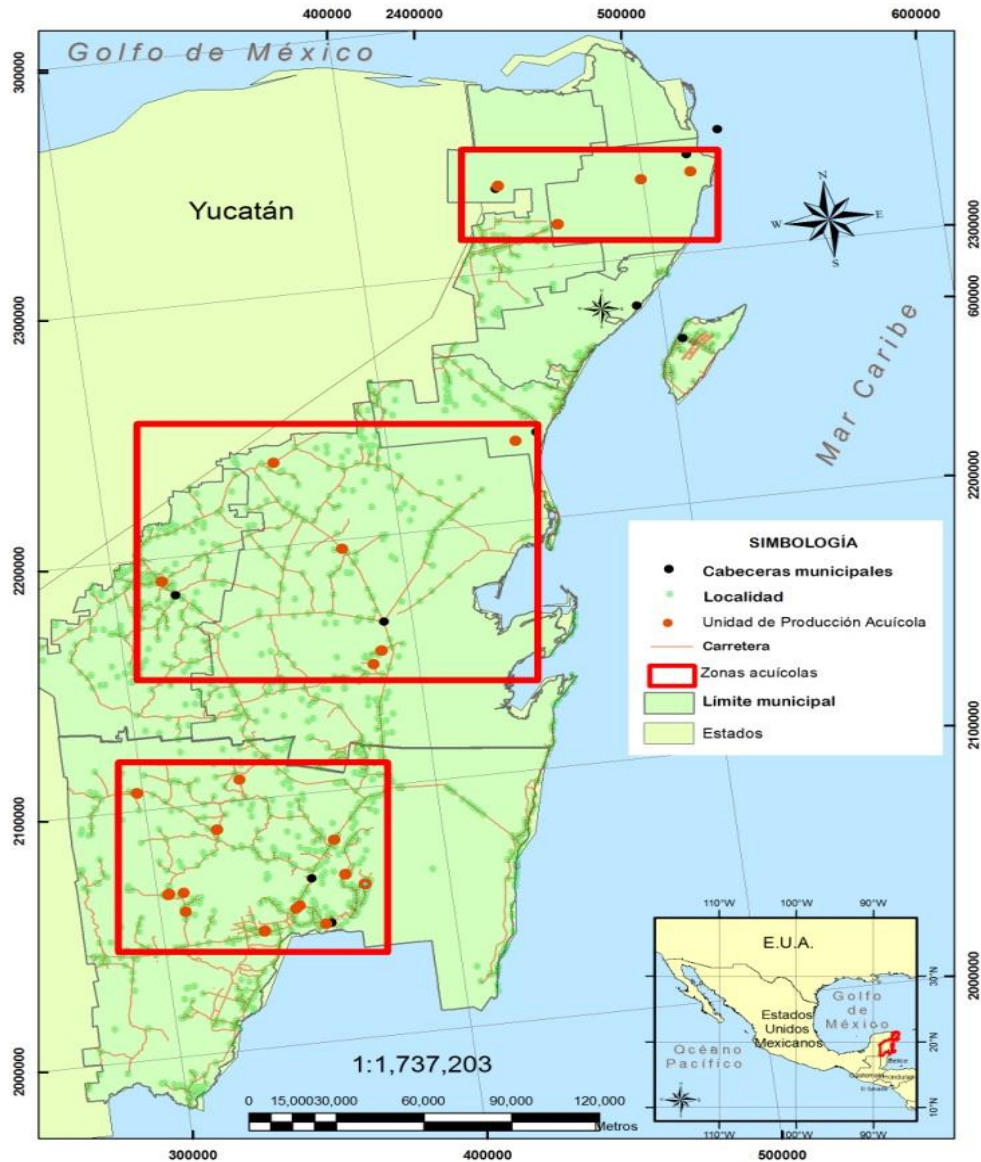 400000 2400000 500000 600000
Golfo de México
300000
Yucatán
N
W E
S
2300000
600000
2300000
Mar Caribe
2200000
SIMBOLOGÍA
Cabeceras municipales
Localidad
Unidad de Producción Acuícola
Carretera
Zonas acuícolas
Límite municipal
Estados
2200000
2100000
2100000
110°W 100°W 90°W
E.U.A.
30°N
30°N
Golfo
de
México
Estados
Unidos
Mexicanos
20°N
20°N
Océano
Pacífico
10°N
10°N
110°W 100°W 90°W
2000000
2000000
1:1,737,203
0 15,000 30,000 60,000 90,000 120,000
Metros
300000 400000 500000